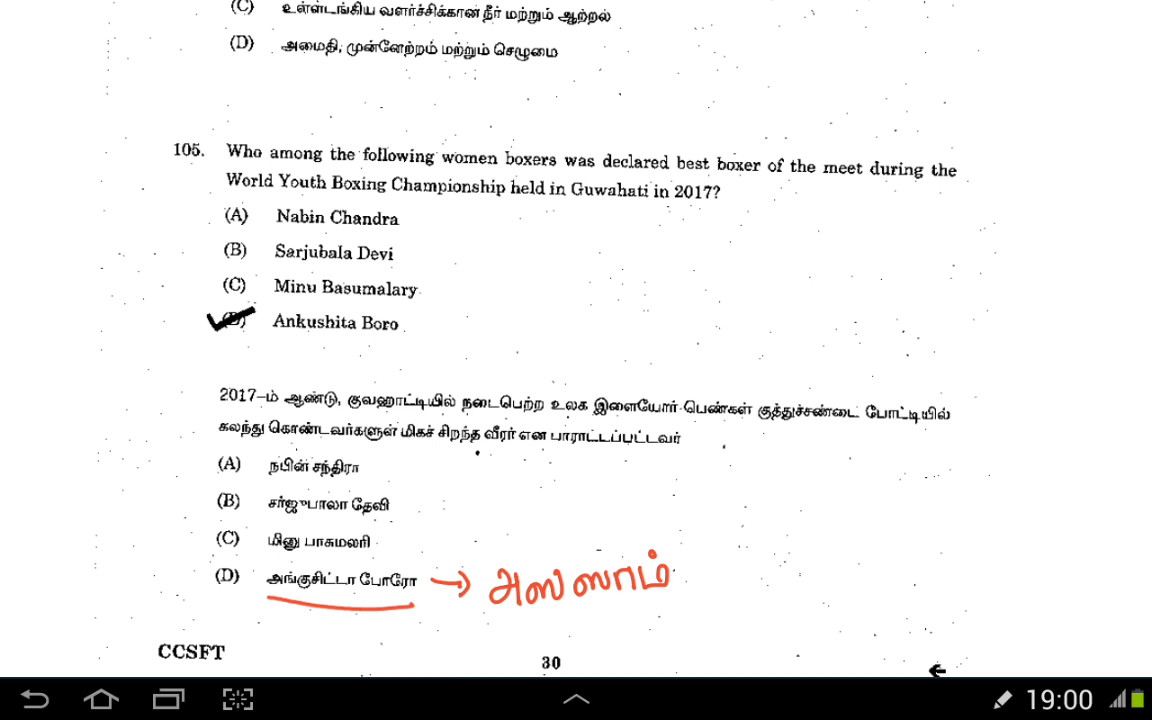 (C) உள்ளடங்கிய வளர்ச்சிக்கான நீர் மற்றும் ஆற்றல்
(D) அமைதி, முன்னேற்றம் மற்றும் செழுமை
105. Who among the following women boxers was declared best boxer of the meet during the
World Youth Boxing Championship held in Guwahati in 2017?
(A) Nabin Chandra
(B) Sarjubala Devi
(C) Minu Basumalary
(D) Ankushita Boro
2017–ம் ஆண்டு, குவஹாட்டியில் நடைபெற்ற உலக இளையோர் பெண்கள் குத்துச்சண்டை போட்டியில்
கலந்து கொண்டவர்களுள் மிகச் சிறந்த வீரர் என பாராட்டப்பட்டவர்
(A) நபின் சந்திரா
(B) சர்ஜுபாலா தேவி
(C) மினு பாசுமலரி
(D) அங்குசிட்டா போரோ → அஸ்ஸாம்
CCSFT
30
19:00